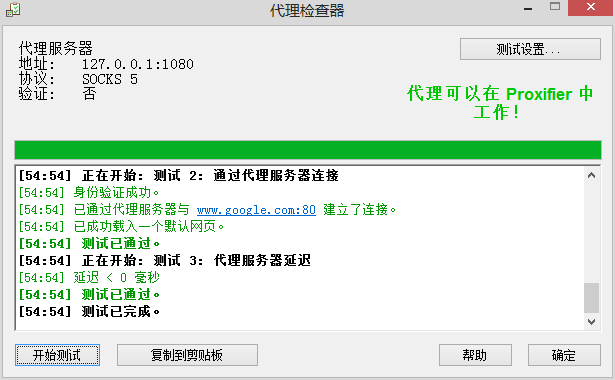 代理检查器
代理服务器
地址: 127.0.0.1:1080
协议: SOCKS 5
验证: 否
测试设置...
代理可以在 Proxifier 中
工作!
[54:54] 正在开始: 测试 2: 通过代理服务器连接
[54:54] 身份验证成功。
[54:54] 已通过代理服务器与 www.google.com:80 建立了连接。
[54:54] 已成功载入一个默认网页。
[54:54] 测试已通过。
[54:54] 正在开始: 测试 3: 代理服务器延迟
[54:54] 延迟 < 0 毫秒
[54:54] 测试已通过。
[54:54] 测试已完成。
开始测试
复制到剪贴板
帮助
确定